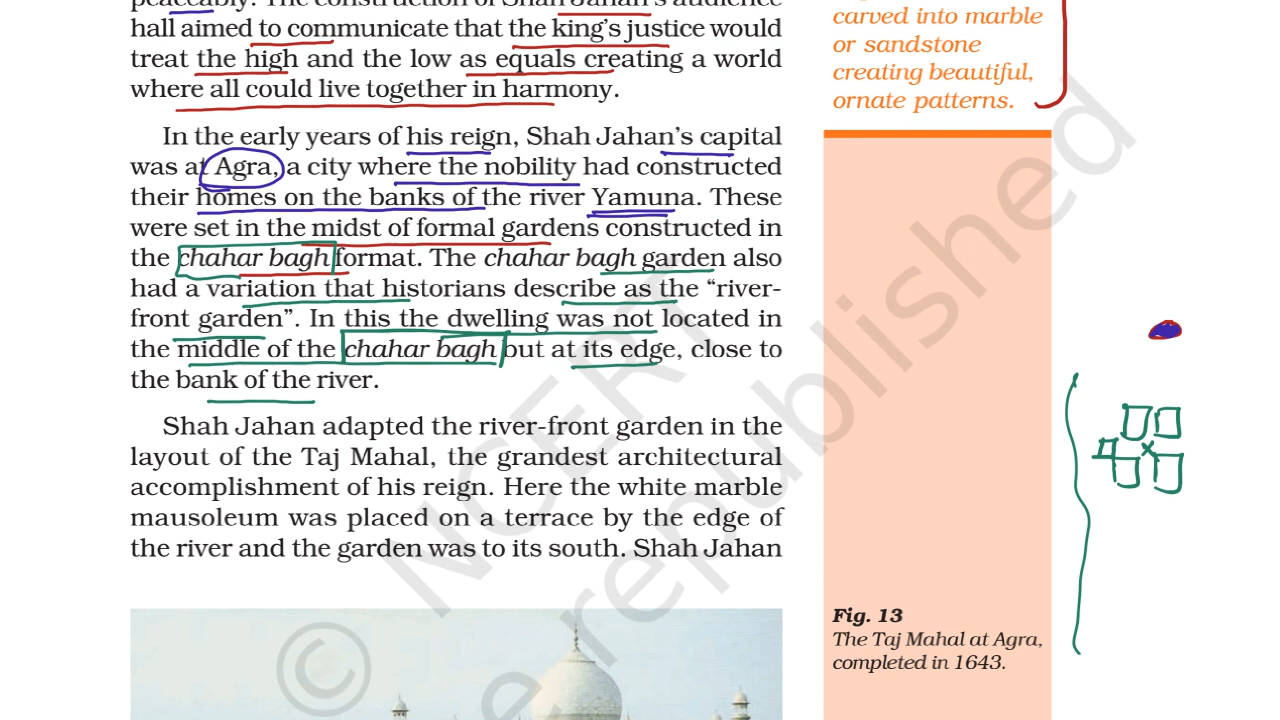 peaceably. The construction of Shah Jahan's audience
hall aimed to communicate that the king's justice would
treat the high and the low as equals creating a world
where all could live together in harmony.
In the early years of his reign, Shah Jahan's capital
was at Agra, a city where the nobility had constructed
their homes on the banks of the river Yamuna. These
were set in the midst of formal gardens constructed in
the chahar bagh format. The chahar bagh garden also
had a variation that historians describe as the “river-
front garden”. In this the dwelling was not located in
the middle of the chahar bagh but at its edge, close to
the bank of the river.
Shah Jahan adapted the river-front garden in the
layout of the Taj Mahal, the grandest architectural
accomplishment of his reign. Here the white marble
mausoleum was placed on a terrace by the edge of
the river and the garden was to its south. Shah Jahan
carved into marble
or sandstone
creating beautiful,
ornate patterns.
Fig. 13
The Taj Mahal at Agra,
completed in 1643.
© NCERT
be republished